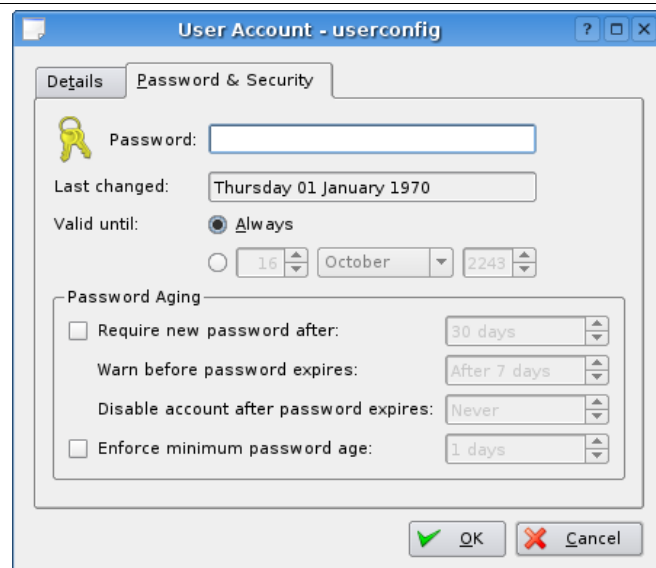 User Account - userconfig
Details Password & Security
Password:
Last changed: Thursday 01 January 1970
Valid until: Always
16 October 2243
Password Aging
Require new password after: 30 days
Warn before password expires: After 7 days
Disable account after password expires: Never
Enforce minimum password age: 1 days
OK Cancel